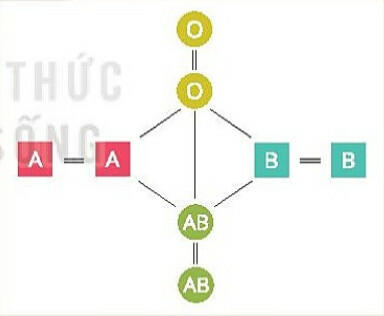 O
O
THỨC
SỐNG
A = A
B = B
AB
AB